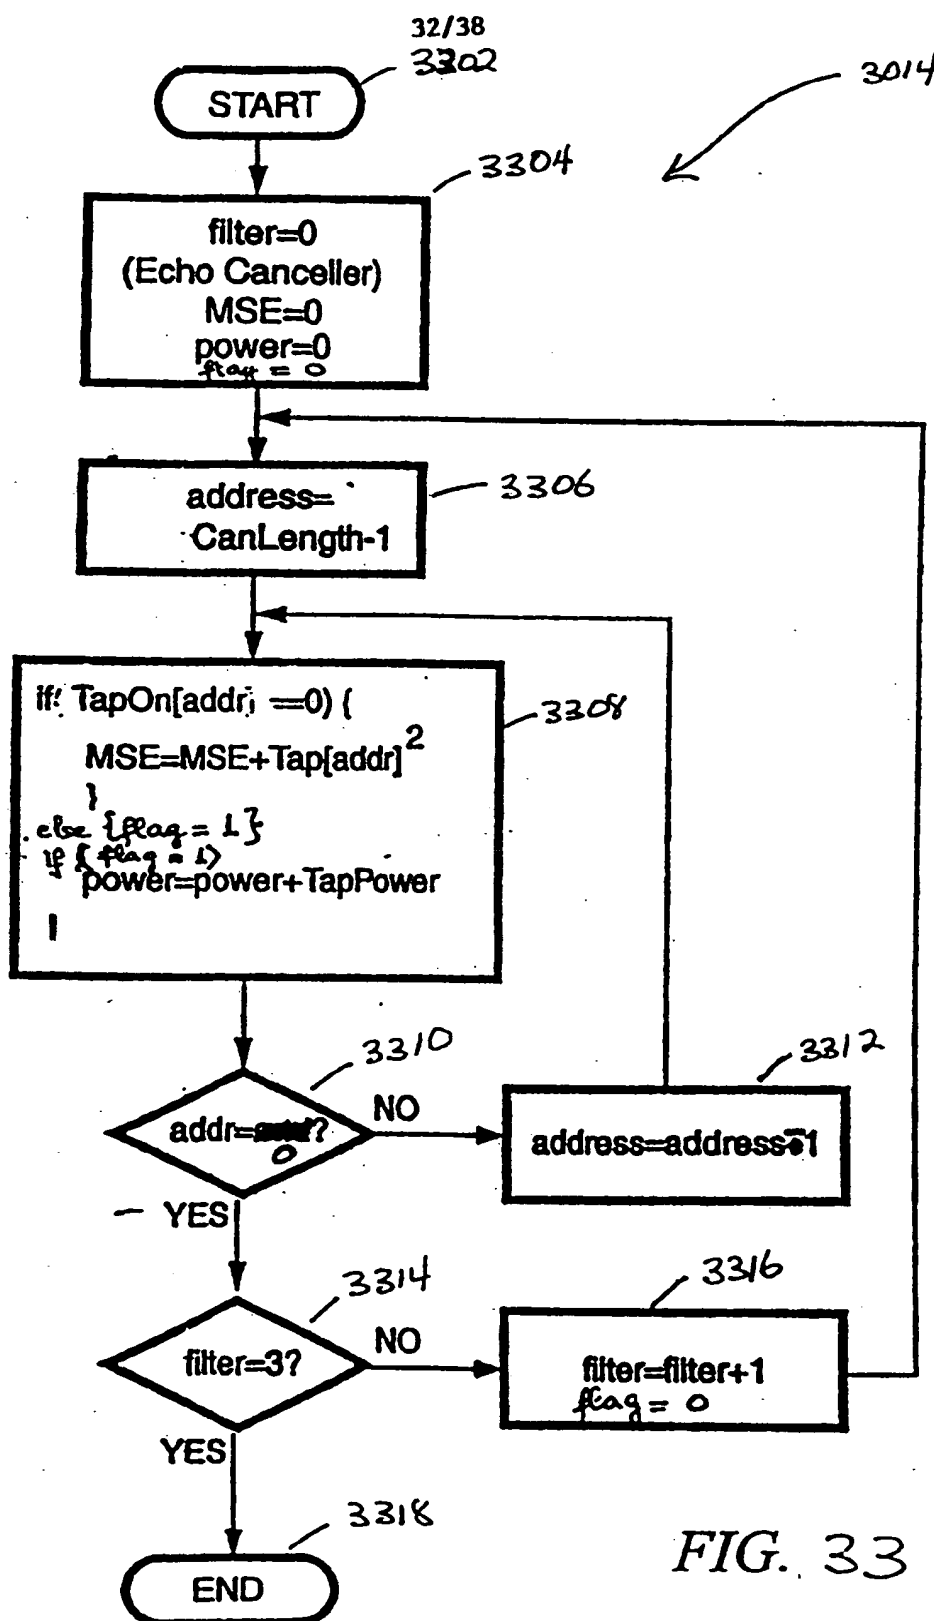 32/38
3302
START
3014
3304
filter=0
(Echo Canceller)
MSE=0
power=0
flag = 0
address=
CanLength-1
3306
if TapOn[addr] ==0) {
MSE=MSE+Tap[addr]2
}
else {flag = 1}
if {flag = 1}
power=power+TapPower
3308
3310
addr=?
0
NO
3312
address=address-1
YES
3314
filter=3?
NO
3316
filter=filter+1
flag = 0
YES
3318
END
FIG. 33